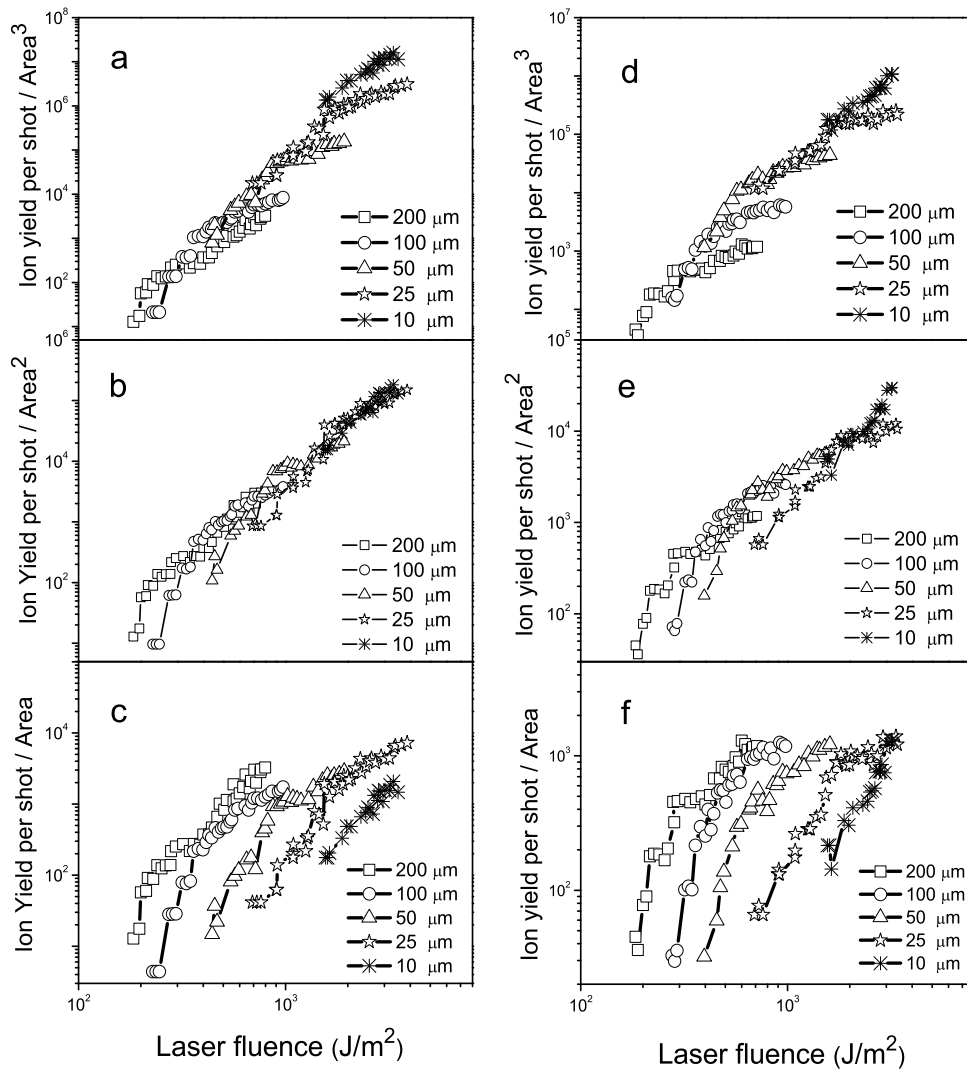 Ion yield per shot / Area³
10⁸
10⁶
10⁴
10²
10⁶
a
200 µm
100 µm
50 µm
25 µm
10 µm
Ion Yield per shot / Area²
10⁴
10²
b
200 µm
100 µm
50 µm
25 µm
10 µm
Ion Yield per shot / Area
10⁴
10²
c
200 µm
100 µm
50 µm
25 µm
10 µm
10² 10³
Laser fluence (J/m²)
Ion yield per shot / Area³
10⁷
10⁵
10³
10⁵
d
200 µm
100 µm
50 µm
25 µm
10 µm
Ion yield per shot / Area²
10⁴
10³
10²
e
200 µm
100 µm
50 µm
25 µm
10 µm
Ion yield per shot / Area
10³
10²
f
200 µm
100 µm
50 µm
25 µm
10 µm
10² 10³
Laser fluence (J/m²)